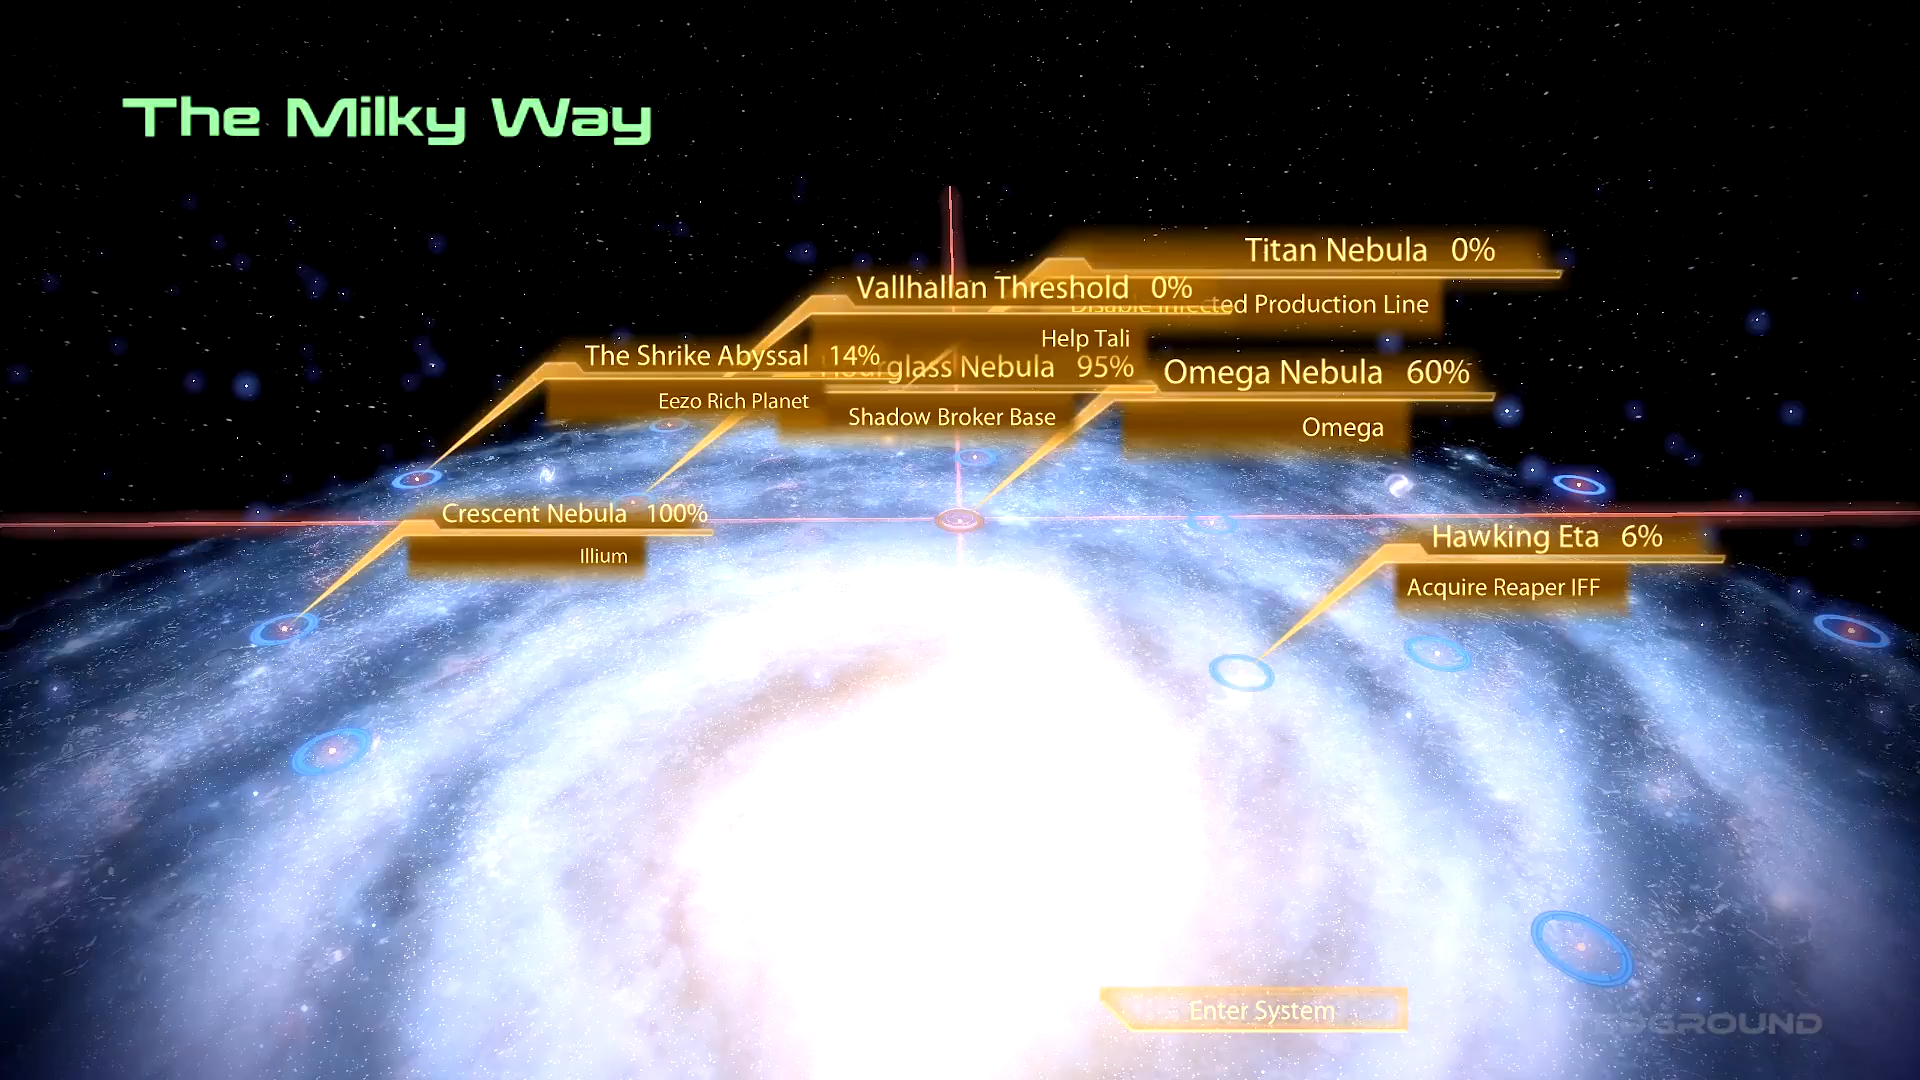 The Milky Way
Titan Nebula 0%
Disable Infected Production Line
Vallhallan Threshold 0%
Help Tali
The Shrike Abyssal 14%
Eezo Rich Planet
Nebula 95%
Shadow Broker Base
Omega Nebula 60%
Omega
Crescent Nebula 100%
Illium
Hawking Eta 6%
Acquire Reaper IFF
Enter System